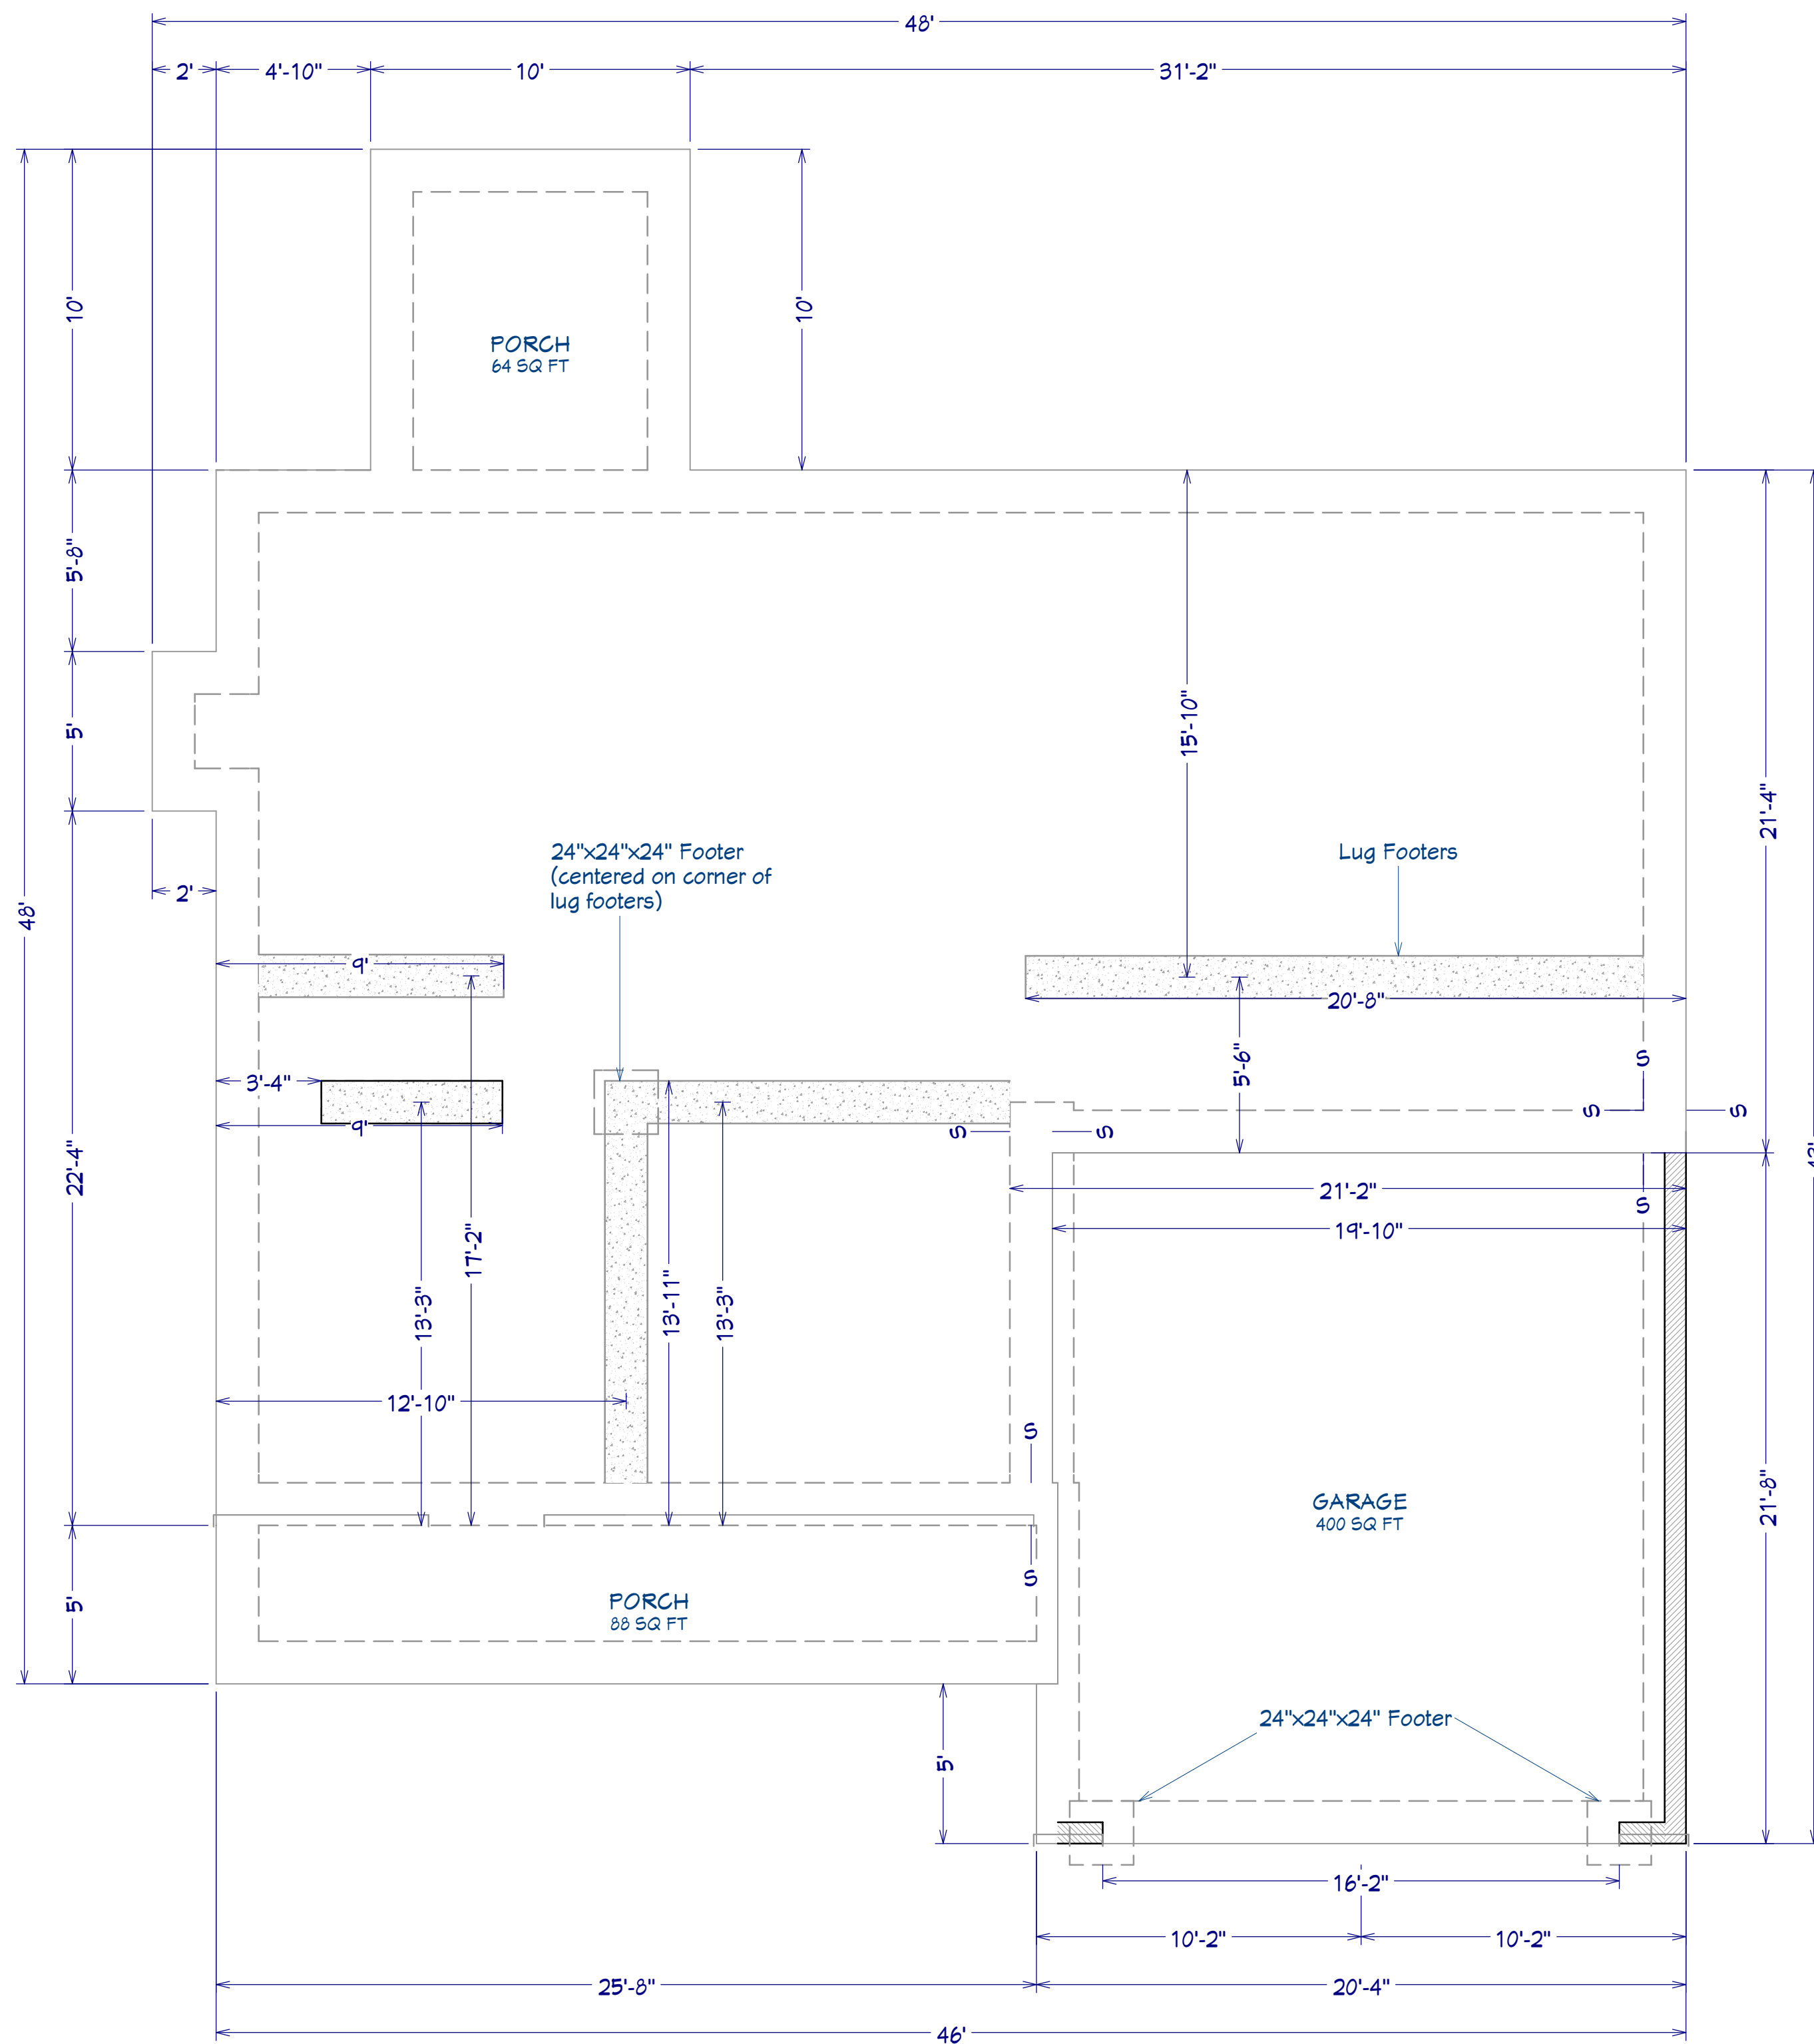 48'
2'
4'-10"
10'
31'-2"
10'
10'
PORCH
64 SQ FT
5'-8"
5'
15'-10"
21'-4"
24"x24"x24" Footer
(centered on corner of
lug footers)
Lug Footers
2'
48'
9'
20'-8"
5'-6"
S
3'-4"
9'
S
S
S
S
43'
22'-4"
21'-2"
S
19'-10"
17'-2"
13'-3"
13'-11"
13'-3"
12'-10"
S
GARAGE
400 SQ FT
21'-8"
S
5'
PORCH
88 SQ FT
24"x24"x24" Footer
5'
16'-2"
10'-2"
10'-2"
25'-8"
20'-4"
46'